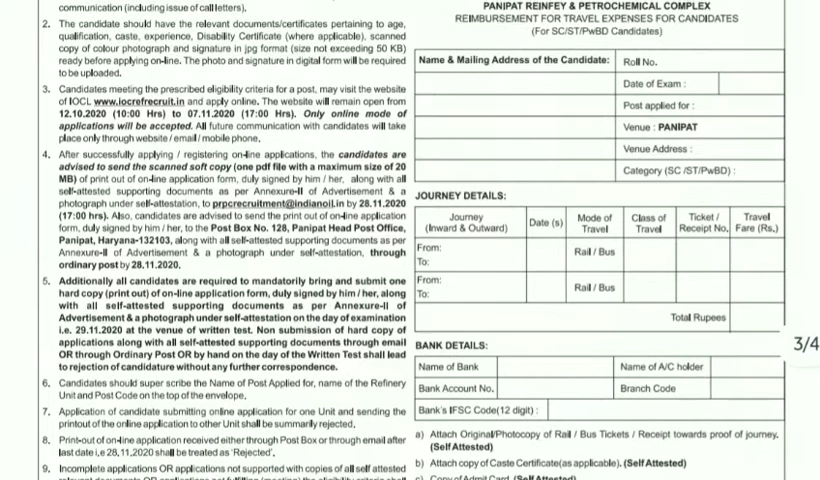 communication (including issue of call letters).
2. The candidate should have the relevant documents/certificates pertaining to age,
qualification, caste, experience, Disability Certificate (where applicable), scanned
copy of colour photograph and signature in jpg format (size not exceeding 50 KB)
ready before applying on-line. The photo and signature in digital form will be required
to be uploaded.
3. Candidates meeting the prescribed eligibility criteria for a post, may visit the website
of IOCL www.iocrefrecruit.in and apply online. The website will remain open from
12.10.2020 (10:00 Hrs) to 07.11.2020 (17:00 Hrs). Only online mode of
applications will be accepted. All future communication with candidates will take
place only through website / email / mobile phone.
4. After successfully applying / registering on-line applications, the candidates are
advised to send the scanned soft copy (one pdf file with a maximum size of 20
MB) of print out of on-line application form, duly signed by him / her, along with all
self-attested supporting documents as per Annexure-II of Advertisement & a
photograph under self-attestation, to prpcrecruitment@indianoil.in by 28.11.2020
(17:00 hrs). Also, candidates are advised to send the print out of on-line application
form, duly signed by him / her, to the Post Box No. 128, Panipat Head Post Office,
Panipat, Haryana-132103, along with all self-attested supporting documents as per
Annexure-II of Advertisement & a photograph under self-attestation, through
ordinary post by 28.11.2020.
5. Additionally all candidates are required to mandatorily bring and submit one
hard copy (print out) of on-line application form, duly signed by him / her, along
with all self-attested supporting documents as per Annexure-II of
Advertisement & a photograph under self-attestation on the day of examination
i.e. 29.11.2020 at the venue of written test. Non submission of hard copy of
applications along with all self-attested supporting documents through email
OR through Ordinary Post OR by hand on the day of the Written Test shall lead
to rejection of candidature without any further correspondence.
6. Candidates should super scribe the Name of Post Applied for, name of the Refinery
Unit and Post Code on the top of the envelope.
7. Application of candidate submitting online application for one Unit and sending the
printout of the online application to other Unit shall be summarily rejected.
8. Print-out of on-line application received either through Post Box or through email after
last date i.e 28.11.2020 shall be treated as 'Rejected'.
9. Incomplete applications OR applications not supported with copies of all self attested
PANIPAT REINFEY & PETROCHEMICAL COMPLEX
REIMBURSEMENT FOR TRAVEL EXPENSES FOR CANDIDATES
(For SC/ST/PwBD Candidates)
Name & Mailing Address of the Candidate:
Roll No.
Date of Exam :
Post applied for :
Venue : PANIPAT
Venue Address :
Category (SC /ST/PwBD) :
JOURNEY DETAILS:
Journey (Inward & Outward) Date (s) Mode of Travel Class of Travel Ticket / Receipt No. Travel Fare (Rs.)
From:
To: Rail / Bus
From:
To: Rail / Bus
Total Rupees
BANK DETAILS:
Name of Bank Name of A/C holder
Bank Account No. Branch Code
Bank's IFSC Code(12 digit) :
a) Attach Original/Photocopy of Rail / Bus Tickets / Receipt towards proof of journey.
(Self Attested)
b) Attach copy of Caste Certificate(as applicable). (Self Attested)
c) Copy of Admit Card (Self Attested)
3/4